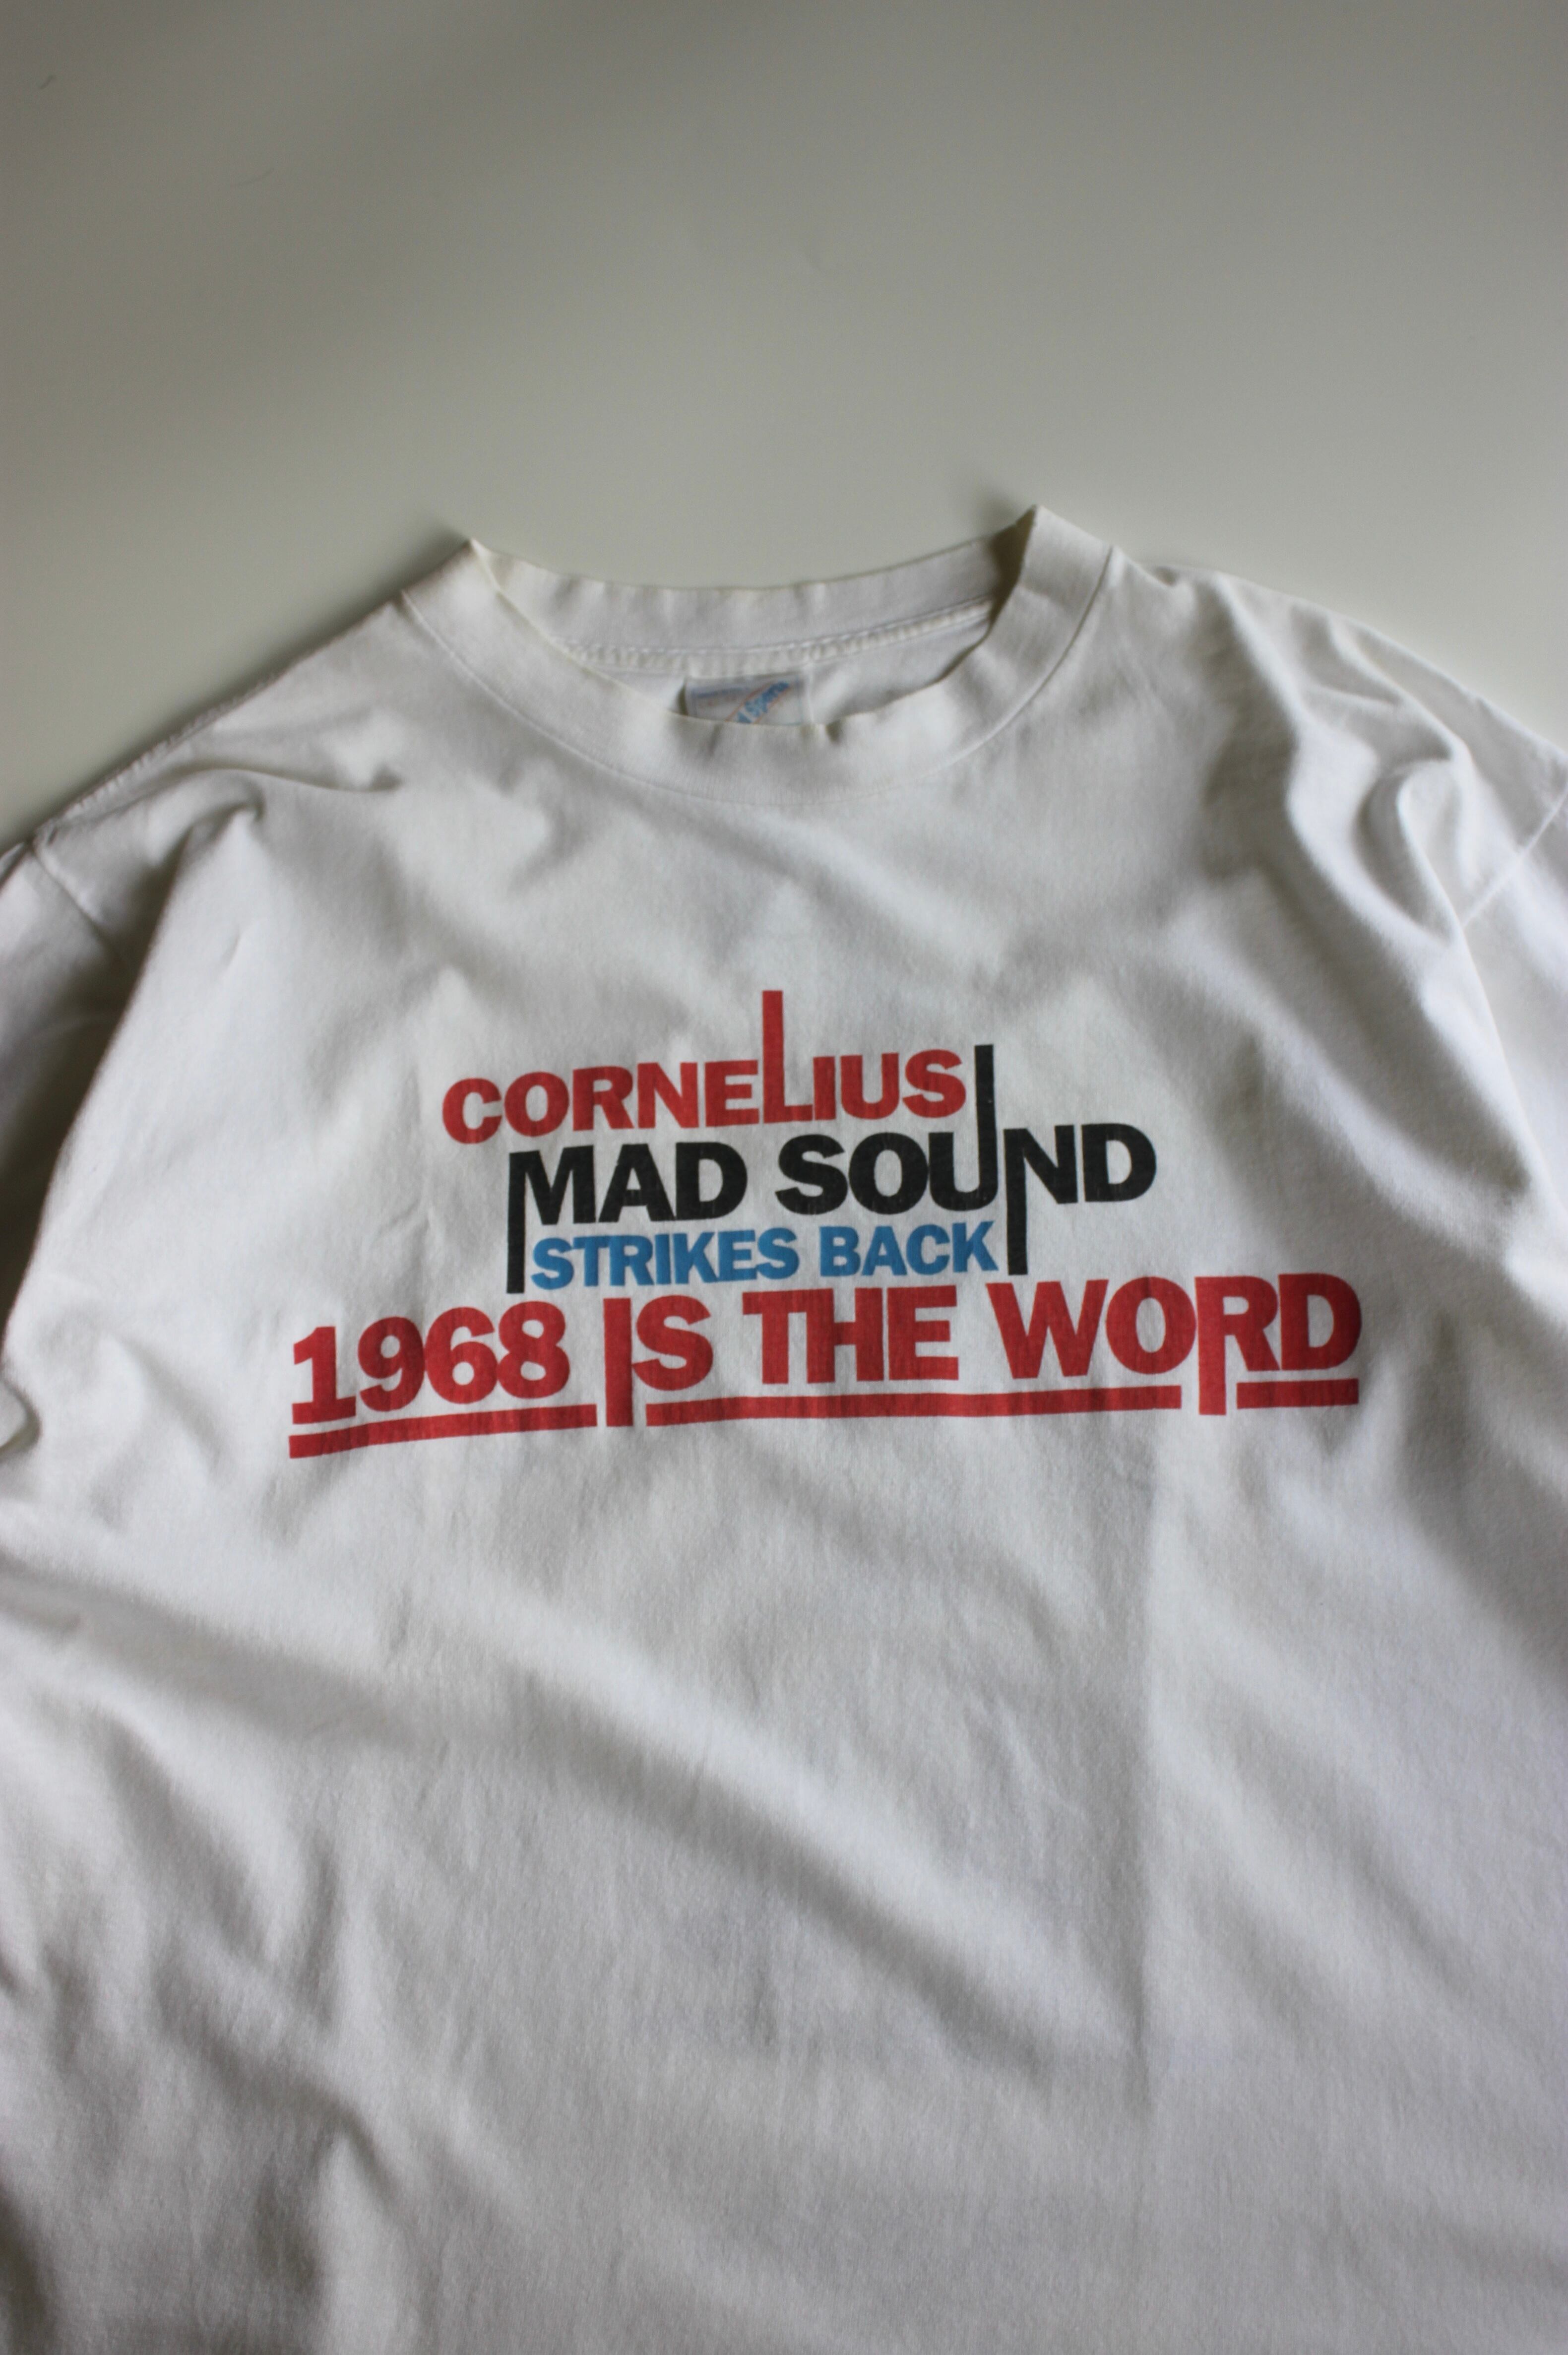 CORNELIUS
MAD SOUND
STRIKES BACK
1968 IS THE WORD